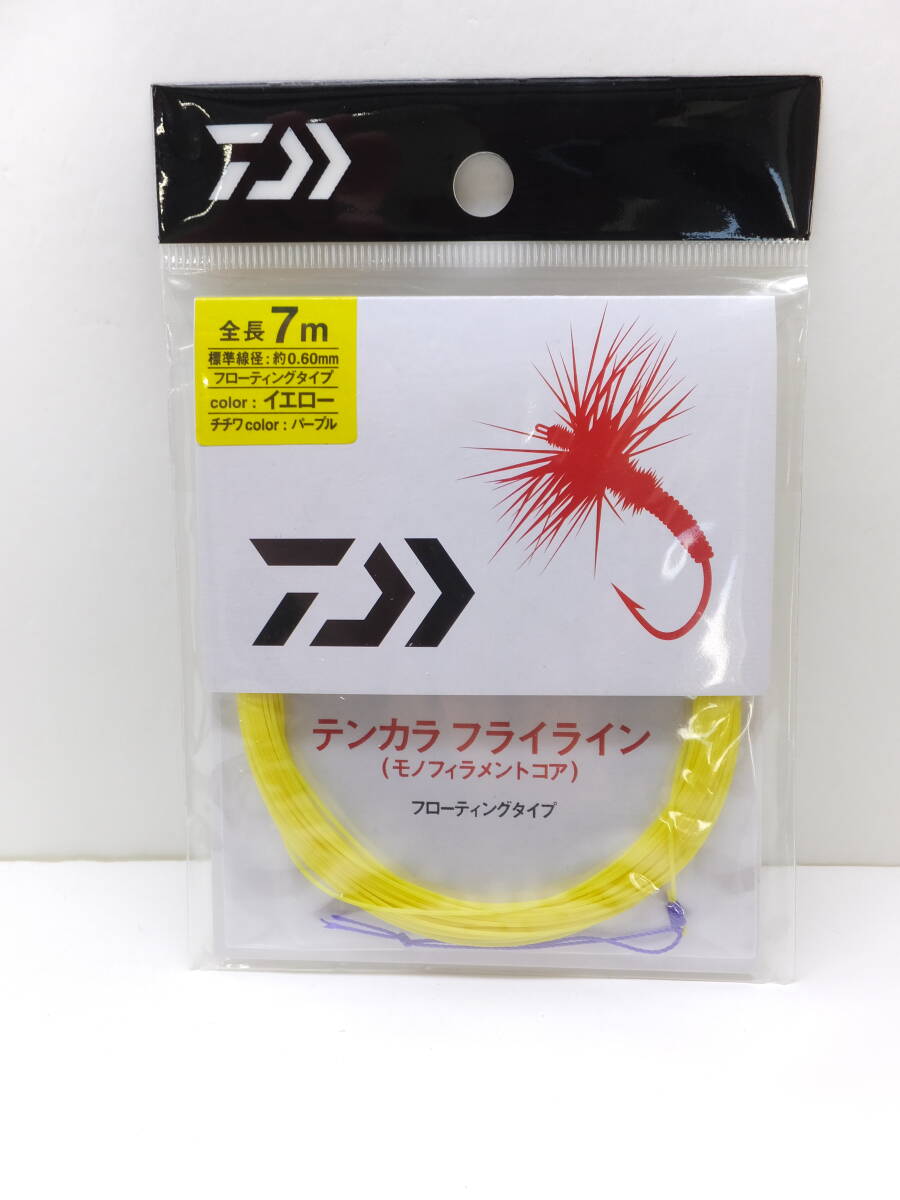 全長 7m
標準線径：約0.60mm
フローティングタイプ
color：イエロー
チチワcolor：パープル
テンカラ フライライン
(モノフィラメントコア)
フローティングタイプ